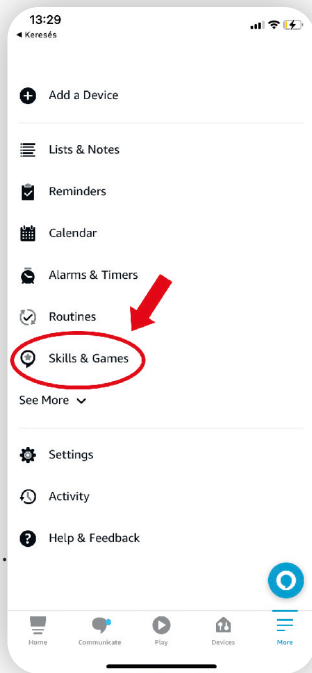 13:29
◀ Keresés
Add a Device
Lists & Notes
Reminders
Calendar
Alarms & Timers
Routines
Skills & Games
See More
Settings
Activity
Help & Feedback
Home
Communicate
Play
Devices
More